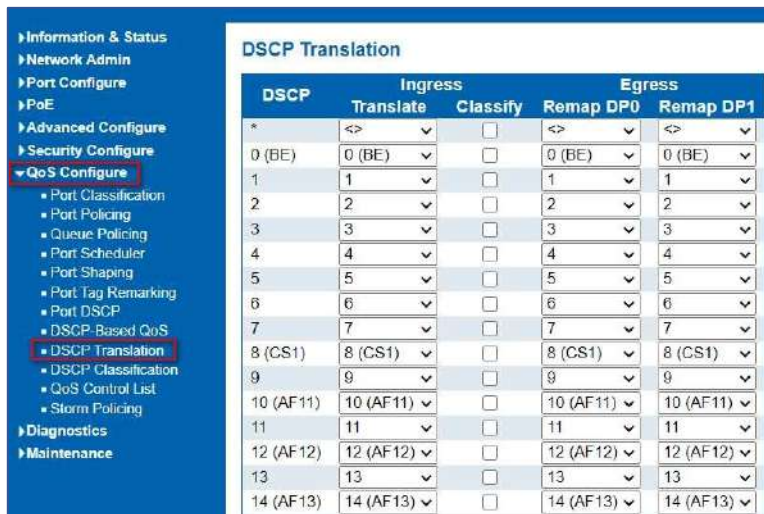 Information & Status
Network Admin
Port Configure
PoE
Advanced Configure
Security Configure
QoS Configure
Port Classification
Port Policing
Queue Policing
Port Scheduler
Port Shaping
Port Tag Remarking
Port DSCP
DSCP-Based QoS
DSCP Translation
DSCP Classification
QoS Control List
Storm Policing
Diagnostics
Maintenance
DSCP Translation
DSCP Ingress Egress
Translate Classify Remap DP0 Remap DP1
* <> <> <>
0 (BE) 0 (BE) 0 (BE) 0 (BE)
1 1 1 1
2 2 2 2
3 3 3 3
4 4 4 4
5 5 5 5
6 6 6 6
7 7 7 7
8 (CS1) 8 (CS1) 8 (CS1) 8 (CS1)
9 9 9 9
10 (AF11) 10 (AF11) 10 (AF11) 10 (AF11)
11 11 11 11
12 (AF12) 12 (AF12) 12 (AF12) 12 (AF12)
13 13 13 13
14 (AF13) 14 (AF13) 14 (AF13) 14 (AF13)